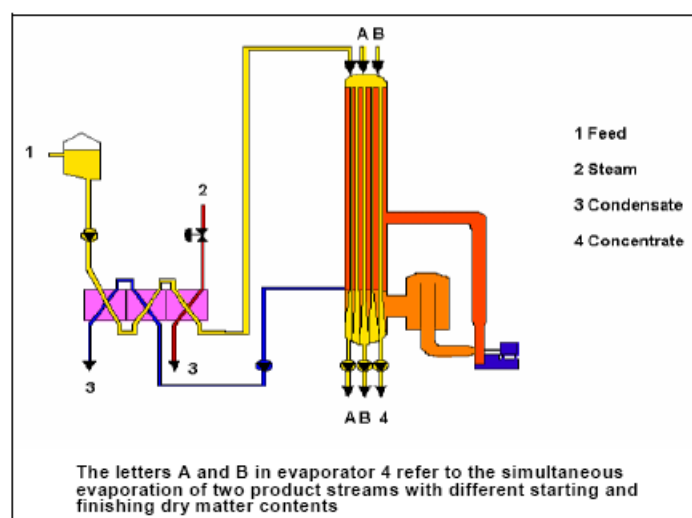 A B
1
2
1 Feed
2 Steam
3 Condensate
4 Concentrate
3
3
A B 4
The letters A and B in evaporator 4 refer to the simultaneous
evaporation of two product streams with different starting and
finishing dry matter contents